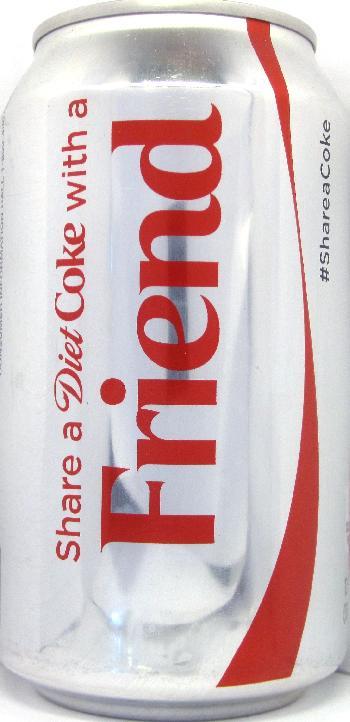 Share a Diet Coke with a
Friend
#ShareaCoke